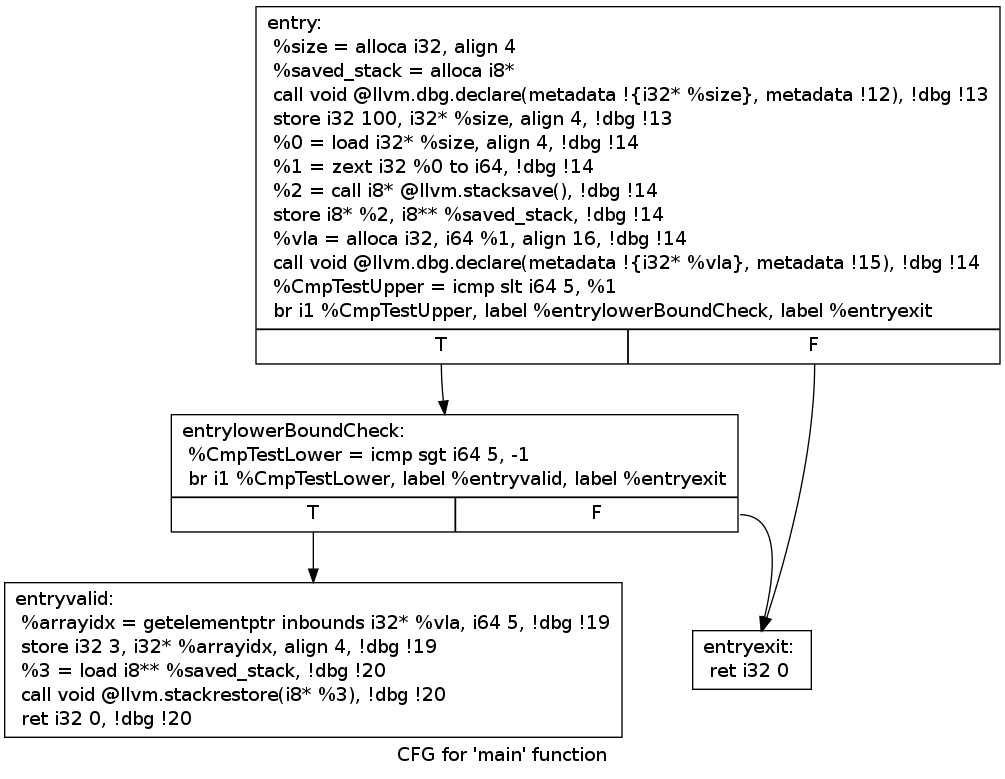 entry:
%size = alloca i32, align 4
%saved_stack = alloca i8*
call void @llvm.dbg.declare(metadata !{i32* %size}, metadata !12), !dbg !13
store i32 100, i32* %size, align 4, !dbg !13
%0 = load i32* %size, align 4, !dbg !14
%1 = zext i32 %0 to i64, !dbg !14
%2 = call i8* @llvm.stacksave(), !dbg !14
store i8* %2, i8** %saved_stack, !dbg !14
%vla = alloca i32, i64 %1, align 16, !dbg !14
call void @llvm.dbg.declare(metadata !{i32* %vla}, metadata !15), !dbg !14
%CmpTestUpper = icmp slt i64 5, %1
br i1 %CmpTestUpper, label %entrylowerBoundCheck, label %entryexit
T F
entrylowerBoundCheck:
%CmpTestLower = icmp sgt i64 5, -1
br i1 %CmpTestLower, label %entryvalid, label %entryexit
T F
entryvalid:
%arrayidx = getelementptr inbounds i32* %vla, i64 5, !dbg !19
store i32 3, i32* %arrayidx, align 4, !dbg !19
%3 = load i8** %saved_stack, !dbg !20
call void @llvm.stackrestore(i8* %3), !dbg !20
ret i32 0, !dbg !20
entryexit:
ret i32 0
CFG for 'main' function